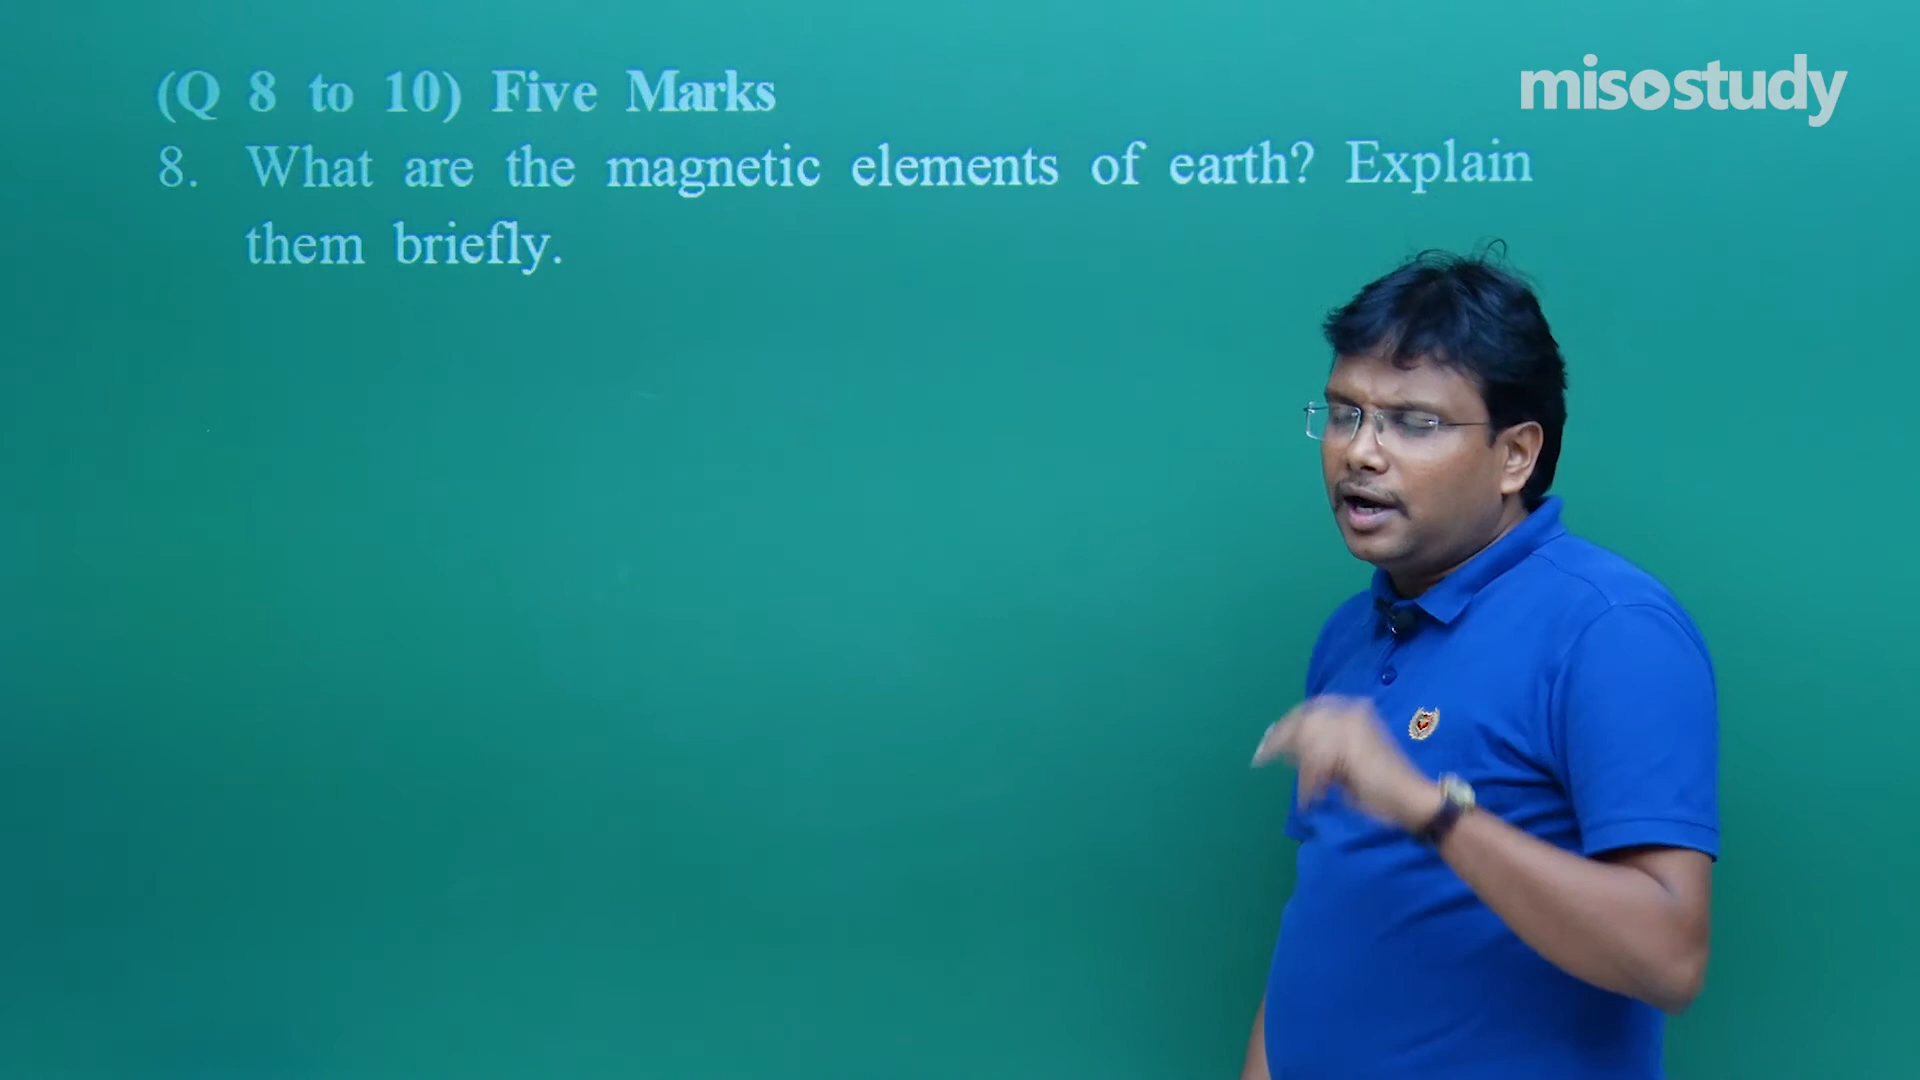 misostudy
(Q 8 to 10) Five Marks
8. What are the magnetic elements of earth? Explain
them briefly.